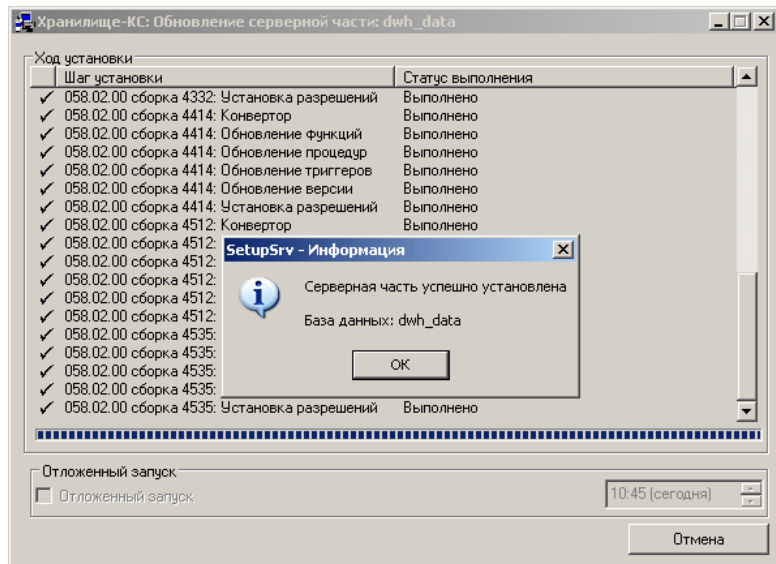 Хранилище-КС: Обновление серверной части: dwh_data
Ход установки
Шаг установки Статус выполнения
058.02.00 сборка 4332: Установка разрешений Выполнено
058.02.00 сборка 4414: Конвертор Выполнено
058.02.00 сборка 4414: Обновление функций Выполнено
058.02.00 сборка 4414: Обновление процедур Выполнено
058.02.00 сборка 4414: Обновление триггеров Выполнено
058.02.00 сборка 4414: Обновление версии Выполнено
058.02.00 сборка 4414: Установка разрешений Выполнено
058.02.00 сборка 4512: Конвертор Выполнено
058.02.00 сборка 4512:
058.02.00 сборка 4512:
058.02.00 сборка 4512:
058.02.00 сборка 4512:
058.02.00 сборка 4512:
058.02.00 сборка 4535:
058.02.00 сборка 4535:
058.02.00 сборка 4535:
058.02.00 сборка 4535:
058.02.00 сборка 4535: Установка разрешений Выполнено
SetupSrv - Информация
Серверная часть успешно установлена
База данных: dwh_data
ОК
Отложенный запуск
Отложенный запуск
10:45 (сегодня)
Отмена